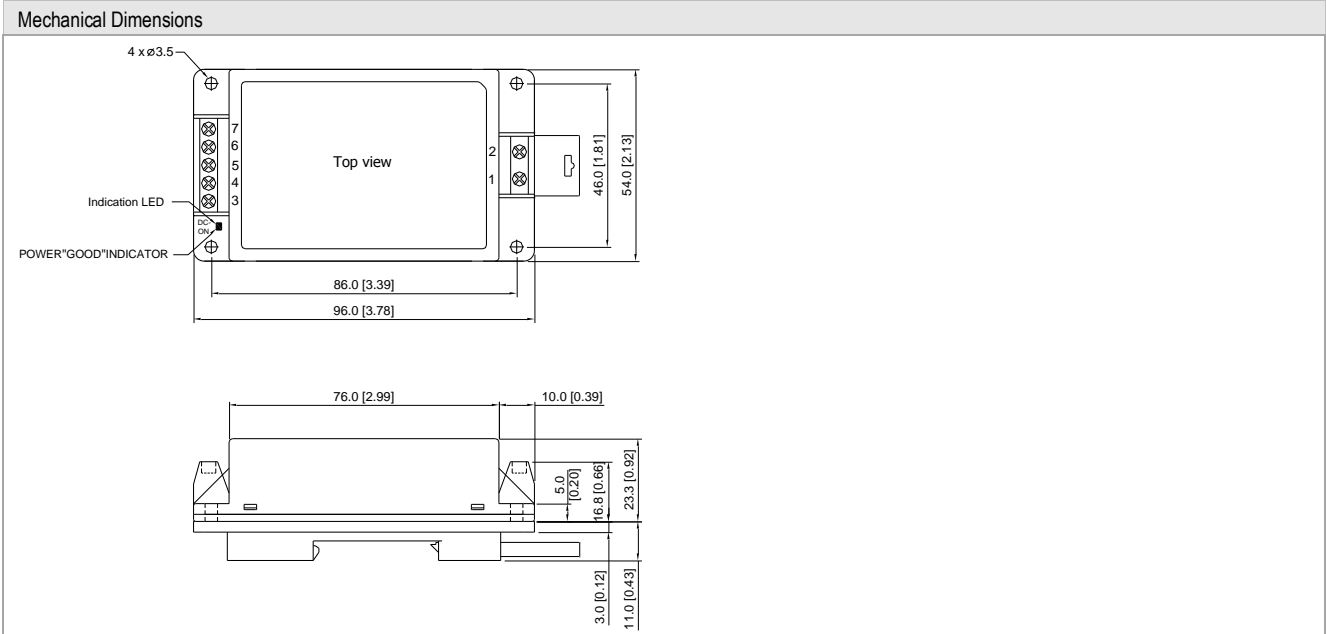 Mechanical Dimensions
4 x ø3.5
7
6
5
4
3
Top view
2
1
Indication LED
DC-
ON
POWER"GOOD"INDICATOR
46.0 [1.81]
54.0 [2.13]
86.0 [3.39]
96.0 [3.78]
76.0 [2.99]
10.0 [0.39]
5.0
[0.20]
16.8 [0.66]
23.3 [0.92]
3.0 [0.12]
11.0 [0.43]